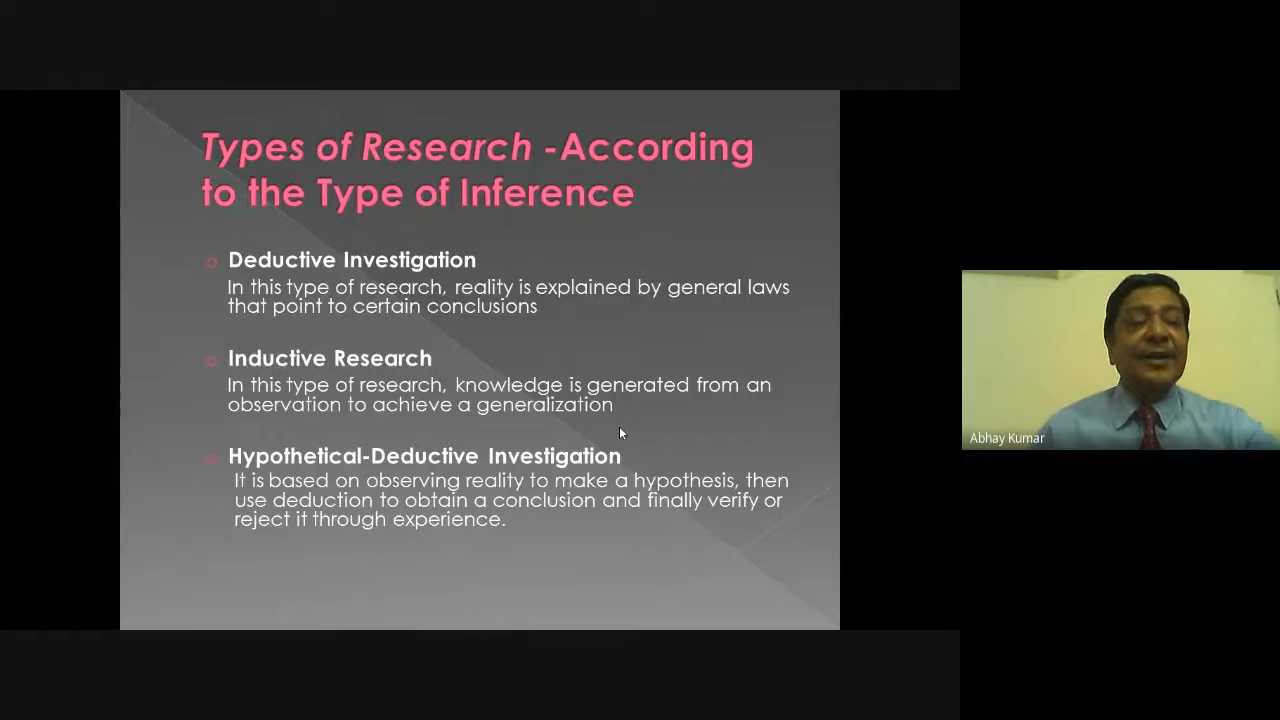 Types of Research -According
to the Type of Inference
Deductive Investigation
In this type of research, reality is explained by general laws
that point to certain conclusions
Inductive Research
In this type of research, knowledge is generated from an
observation to achieve a generalization
Hypothetical-Deductive Investigation
It is based on observing reality to make a hypothesis, then
use deduction to obtain a conclusion and finally verify or
reject it through experience.
Abhay Kumar